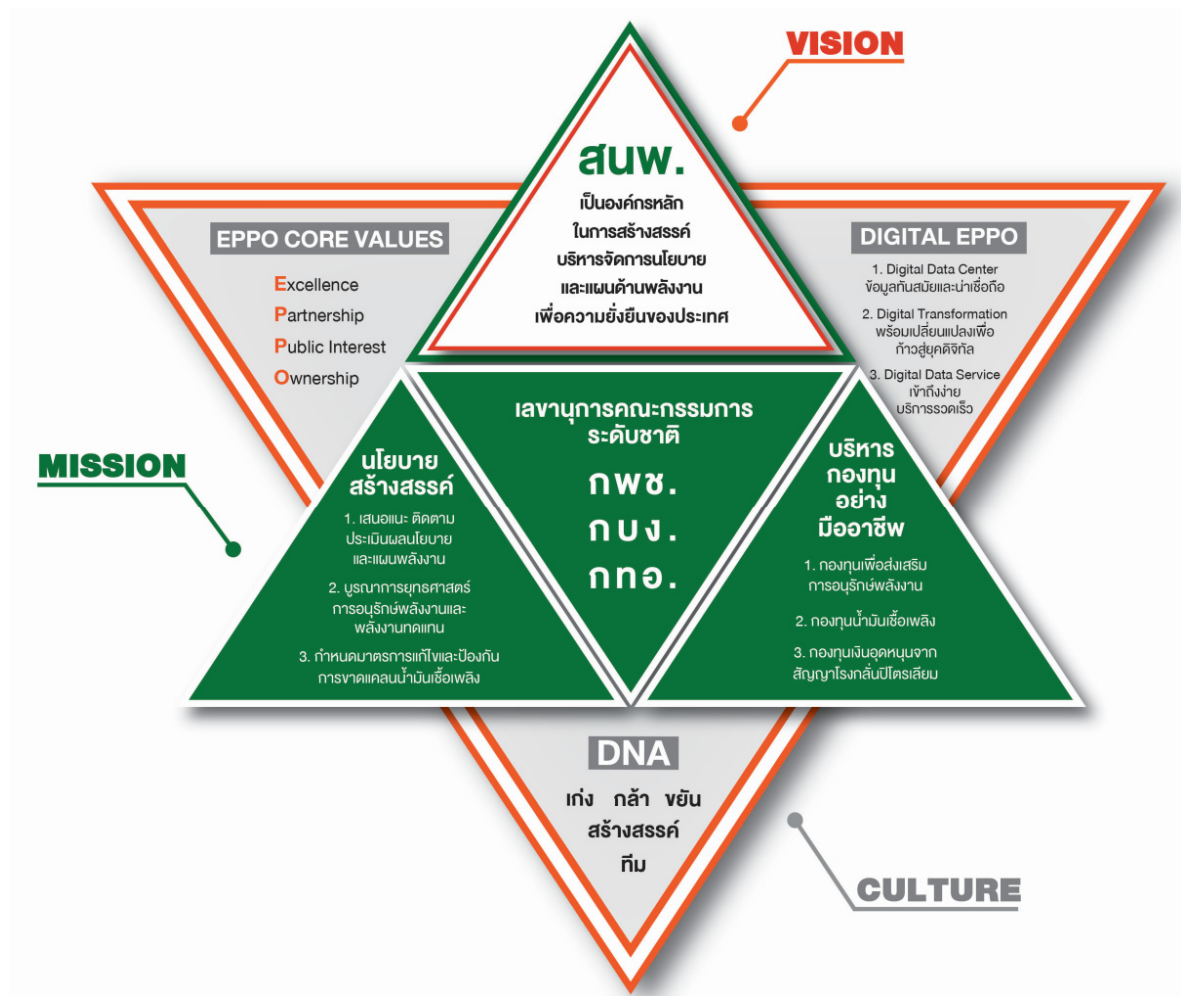 VISION
สนพ.
เป็นองค์กรหลัก
ในการสร้างสรรค์
บริหารจัดการนโยบาย
และแผนด้านพลังงาน
เพื่อความยั่งยืนของประเทศ
EPPO CORE VALUES
Excellence
Partnership
Public Interest
Ownership
DIGITAL EPPO
1. Digital Data Center
ข้อมูลทันสมัยและน่าเชื่อถือ
2. Digital Transformation
พร้อมเปลี่ยนแปลงเพื่อ
ก้าวสู่ยุคดิจิทัล
3. Digital Data Service
เข้าถึงง่าย
บริการรวดเร็ว
MISSION
นโยบาย
สร้างสรรค์
1. เสนอแนะ ติดตาม
ประเมินผลนโยบาย
และแผนพลังงาน
2. บูรณาการยุทธศาสตร์
การอนุรักษ์พลังงานและ
พลังงานทดแทน
3. กำหนดมาตรการแก้ไขและป้องกัน
การขาดแคลนน้ำมันเชื้อเพลิง
เลขานุการคณะกรรมการ
ระดับชาติ
กพช.
กบง.
กทอ.
บริหาร
กองทุน
อย่าง
มืออาชีพ
1. กองทุนเพื่อส่งเสริม
การอนุรักษ์พลังงาน
2. กองทุนน้ำมันเชื้อเพลิง
3. กองทุนเงินอุดหนุนจาก
สัญญาโรงกลั่นปิโตรเลียม
DNA
เก่ง กล้า ขยัน
สร้างสรรค์
ทีม
CULTURE